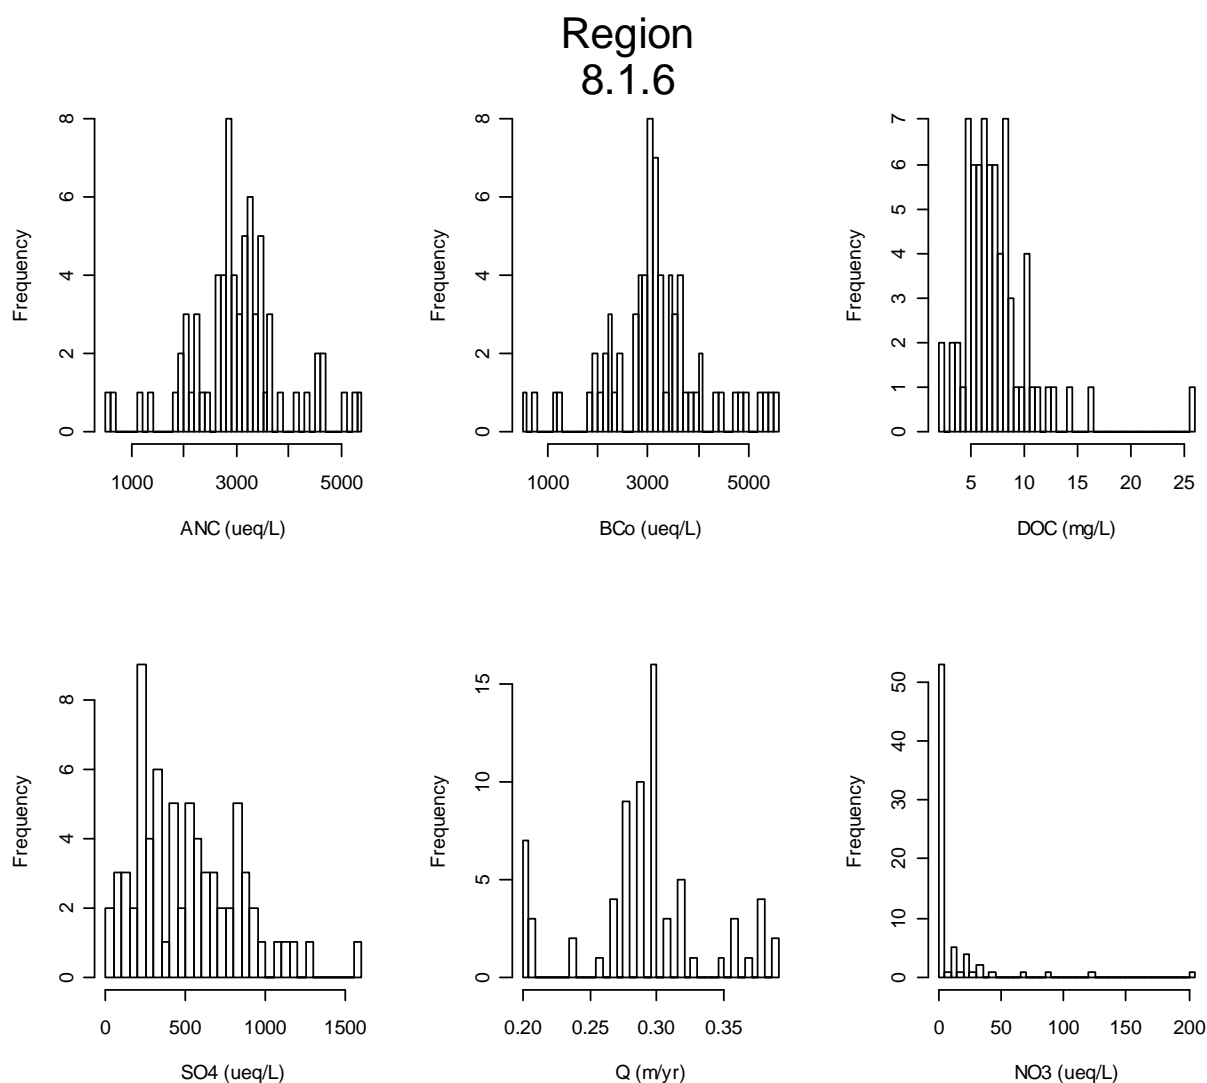 Region
8.1.6
Frequency
0 2 4 6 8
1000 3000 5000
ANC (ueq/L)
Frequency
0 2 4 6 8
1000 3000 5000
BCo (ueq/L)
Frequency
0 1 2 3 4 5 6 7
5 10 15 20 25
DOC (mg/L)
Frequency
0 2 4 6 8
0 500 1000 1500
SO4 (ueq/L)
Frequency
0 5 10 15
0.20 0.25 0.30 0.35
Q (m/yr)
Frequency
0 10 20 30 40 50
0 50 100 150 200
NO3 (ueq/L)